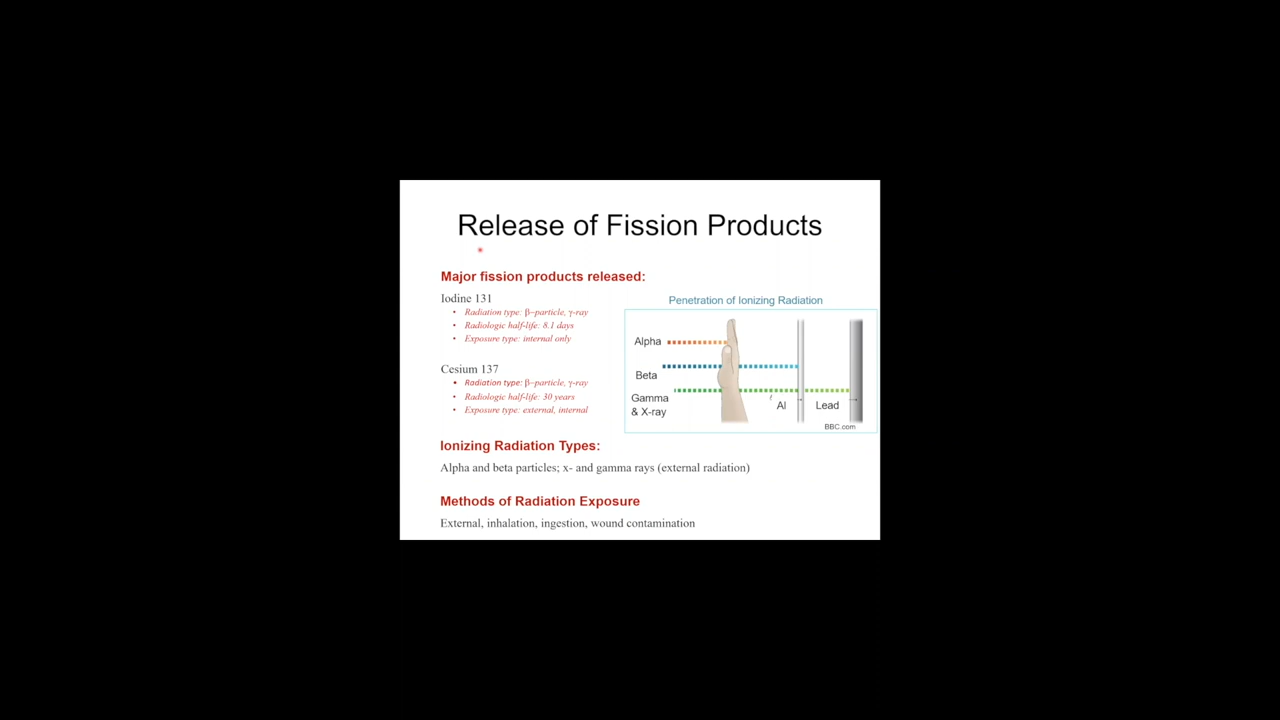 Release of Fission Products
Major fission products released:
Iodine 131
• Radiation type: β−particle, γ-ray
• Radiologic half-life: 8.1 days
• Exposure type: internal only
Cesium 137
• Radiation type: β−particle, γ-ray
• Radiologic half-life: 30 years
• Exposure type: external, internal
Penetration of Ionizing Radiation
Alpha
Beta
Gamma
& X-ray
Al
Lead
BBC.com
Ionizing Radiation Types:
Alpha and beta particles; x- and gamma rays (external radiation)
Methods of Radiation Exposure
External, inhalation, ingestion, wound contamination